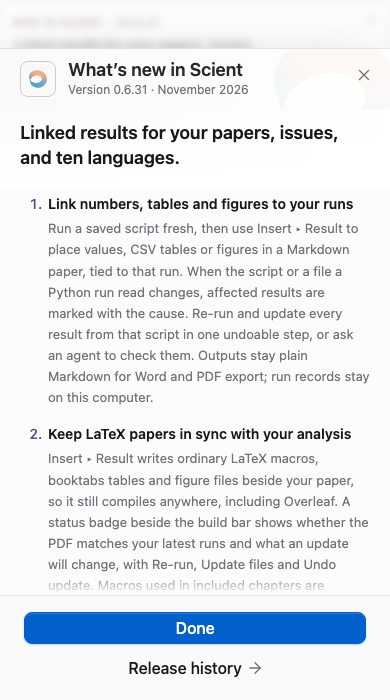 What's new in Scient
Version 0.6.31 · November 2026
Linked results for your papers, issues,
and ten languages.
1. Link numbers, tables and figures to your runs
Run a saved script fresh, then use Insert ▸ Result to
place values, CSV tables or figures in a Markdown
paper, tied to that run. When the script or a file a
Python run read changes, affected results are
marked with the cause. Re-run and update every
result from that script in one undoable step, or ask
an agent to check them. Outputs stay plain
Markdown for Word and PDF export; run records stay
on this computer.
2. Keep LaTeX papers in sync with your analysis
Insert ▸ Result writes ordinary LaTeX macros,
booktabs tables and figure files beside your paper,
so it still compiles anywhere, including Overleaf. A
status badge beside the build bar shows whether the
PDF matches your latest runs and what an update
will change, with Re-run, Update files and Undo
update. Macros used in included chapters are
Done
Release history →